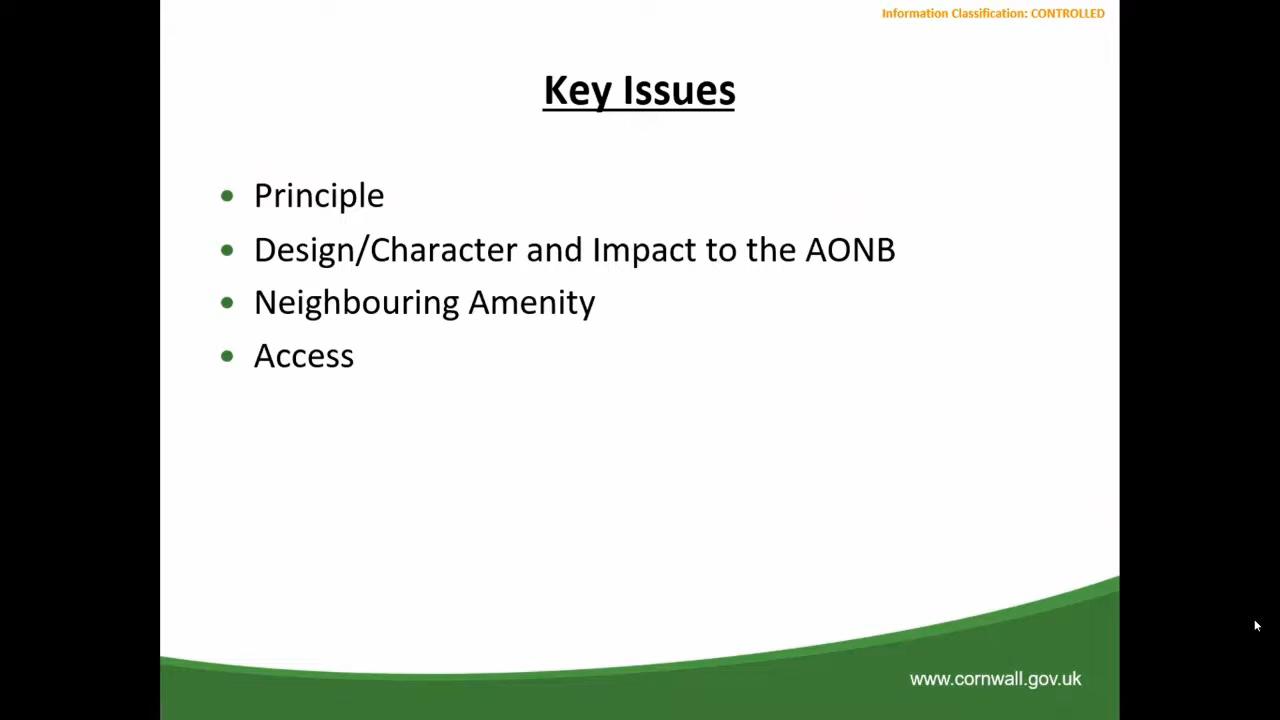 Information Classification: CONTROLLED
Key Issues
• Principle
• Design/Character and Impact to the AONB
• Neighbouring Amenity
• Access
www.cornwall.gov.uk